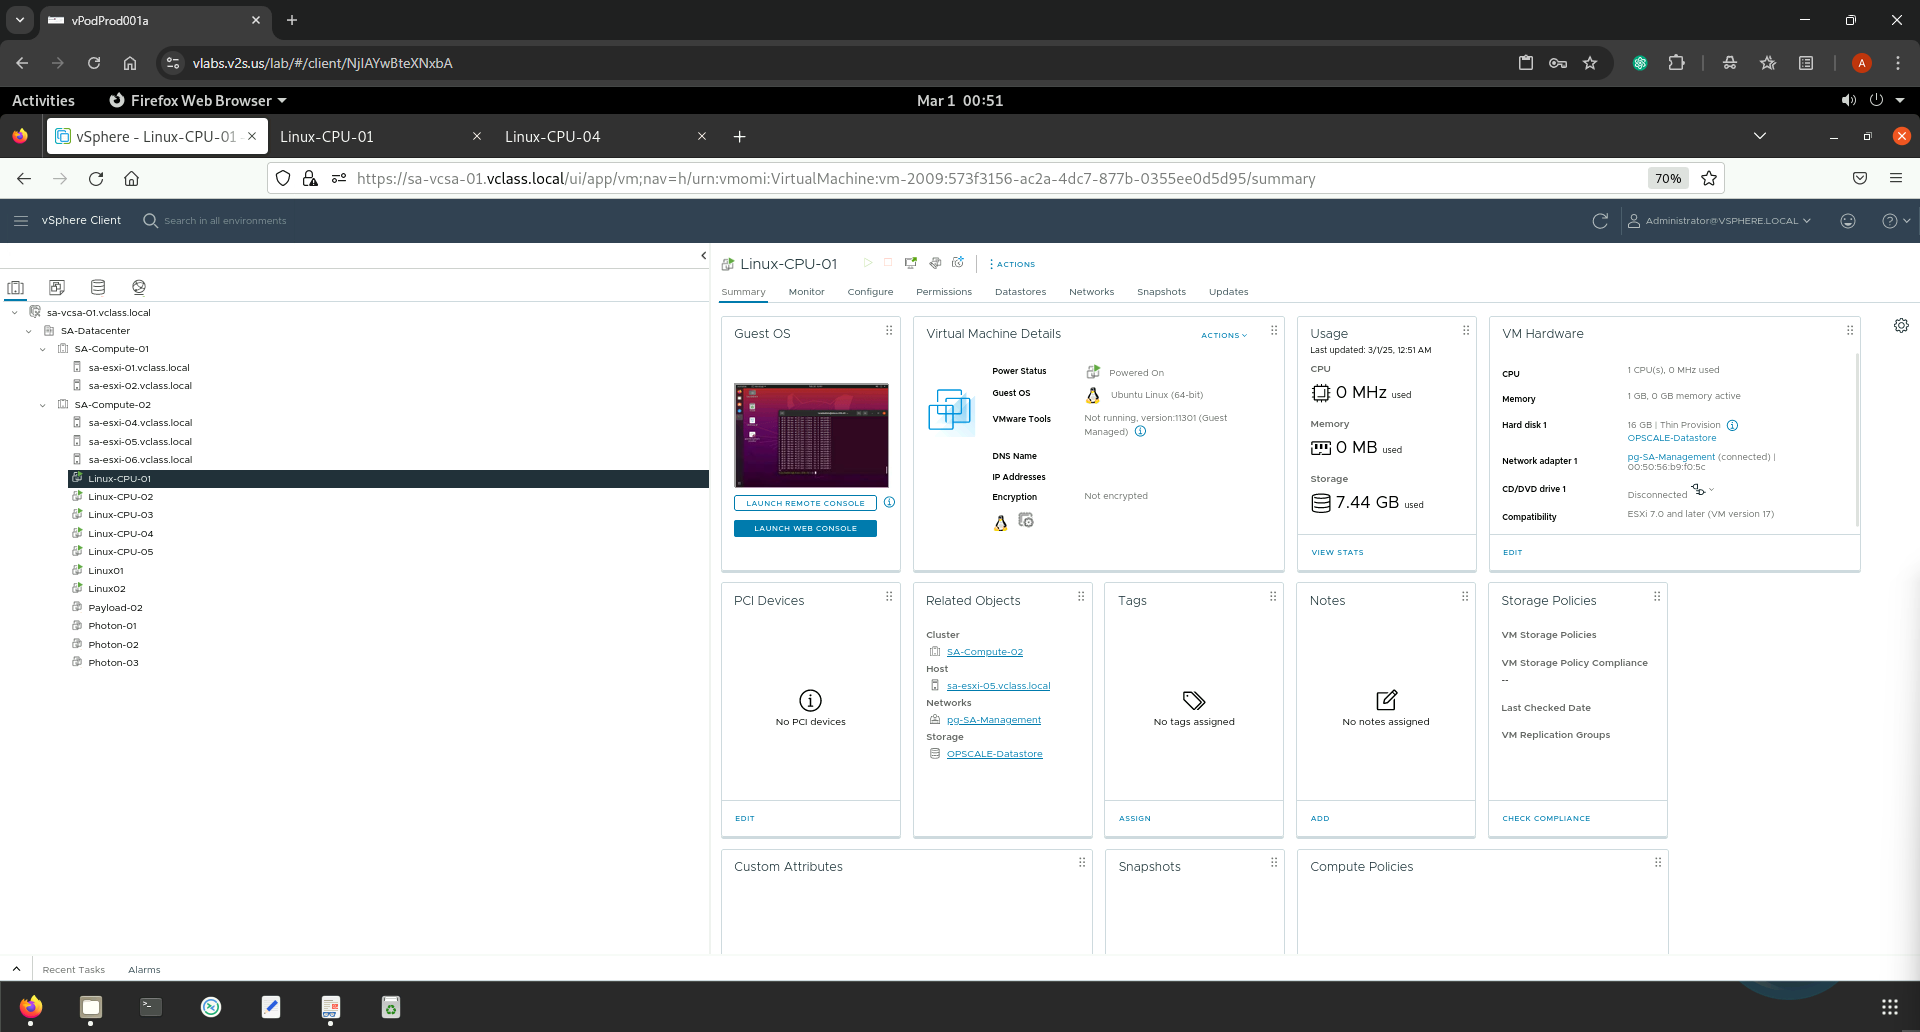 vPodProd001a
vlabs.v2s.us/lab/#/client/NjIAYwBteXNxbA
A
Activities
Firefox Web Browser
Mar 1 00:51
vSphere - Linux-CPU-01 -
Linux-CPU-01
Linux-CPU-04
https://sa-vcsa-01.vclass.local/ui/app/vm;nav=h/urn:vmomi:VirtualMachine:vm-2009:573f3156-ac2a-4dc7-877b-0355ee0d5d95/summary
70%
vSphere Client
Search in all environments
Administrator@VSPHERE.LOCAL
sa-vcsa-01.vclass.local
SA-Datacenter
SA-Compute-01
sa-esxi-01.vclass.local
sa-esxi-02.vclass.local
SA-Compute-02
sa-esxi-04.vclass.local
sa-esxi-05.vclass.local
sa-esxi-06.vclass.local
Linux-CPU-01
Linux-CPU-02
Linux-CPU-03
Linux-CPU-04
Linux-CPU-05
Linux01
Linux02
Payload-02
Photon-01
Photon-02
Photon-03
Linux-CPU-01
ACTIONS
Summary
Monitor
Configure
Permissions
Datastores
Networks
Snapshots
Updates
Guest OS
LAUNCH REMOTE CONSOLE
LAUNCH WEB CONSOLE
Virtual Machine Details
ACTIONS
Power Status
Powered On
Guest OS
Ubuntu Linux (64-bit)
VMware Tools
Not running, version:11301 (Guest
Managed)
DNS Name
IP Addresses
Encryption
Not encrypted
Usage
Last updated: 3/1/25, 12:51 AM
CPU
0 MHz used
Memory
0 MB used
Storage
7.44 GB used
VIEW STATS
VM Hardware
CPU
1 CPU(s), 0 MHz used
Memory
1 GB, 0 GB memory active
Hard disk 1
16 GB | Thin Provision
OPSCALE-Datastore
Network adapter 1
pg-SA-Management (connected) |
00:50:56:b9:f0:5c
CD/DVD drive 1
Disconnected
Compatibility
ESXi 7.0 and later (VM version 17)
EDIT
PCI Devices
No PCI devices
EDIT
Related Objects
Cluster
SA-Compute-02
Host
sa-esxi-05.vclass.local
Networks
pg-SA-Management
Storage
OPSCALE-Datastore
Tags
No tags assigned
ASSIGN
Notes
No notes assigned
ADD
Storage Policies
VM Storage Policies
VM Storage Policy Compliance
--
Last Checked Date
VM Replication Groups
CHECK COMPLIANCE
Custom Attributes
Snapshots
Compute Policies
Recent Tasks
Alarms